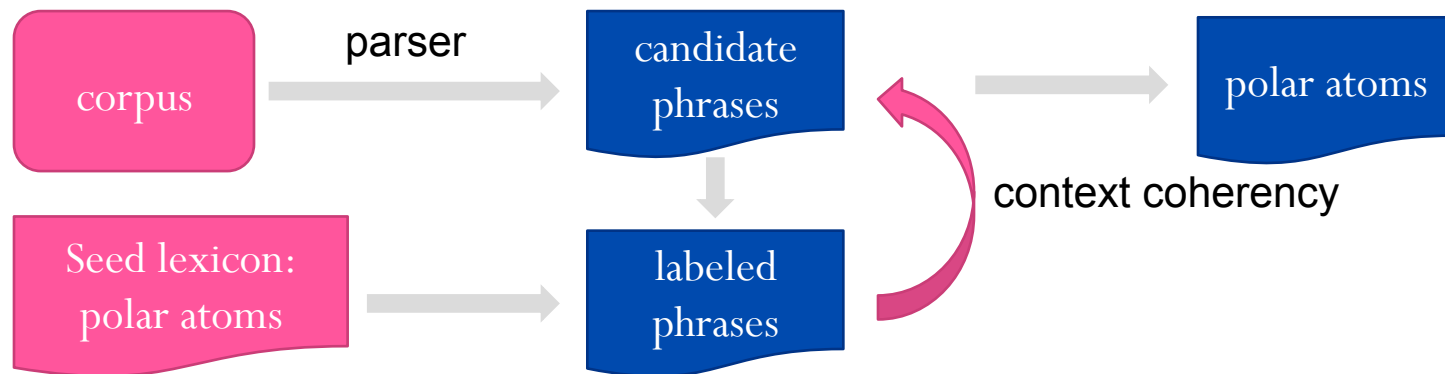 corpus
parser
candidate
phrases
polar atoms
context coherency
Seed lexicon:
polar atoms
labeled
phrases